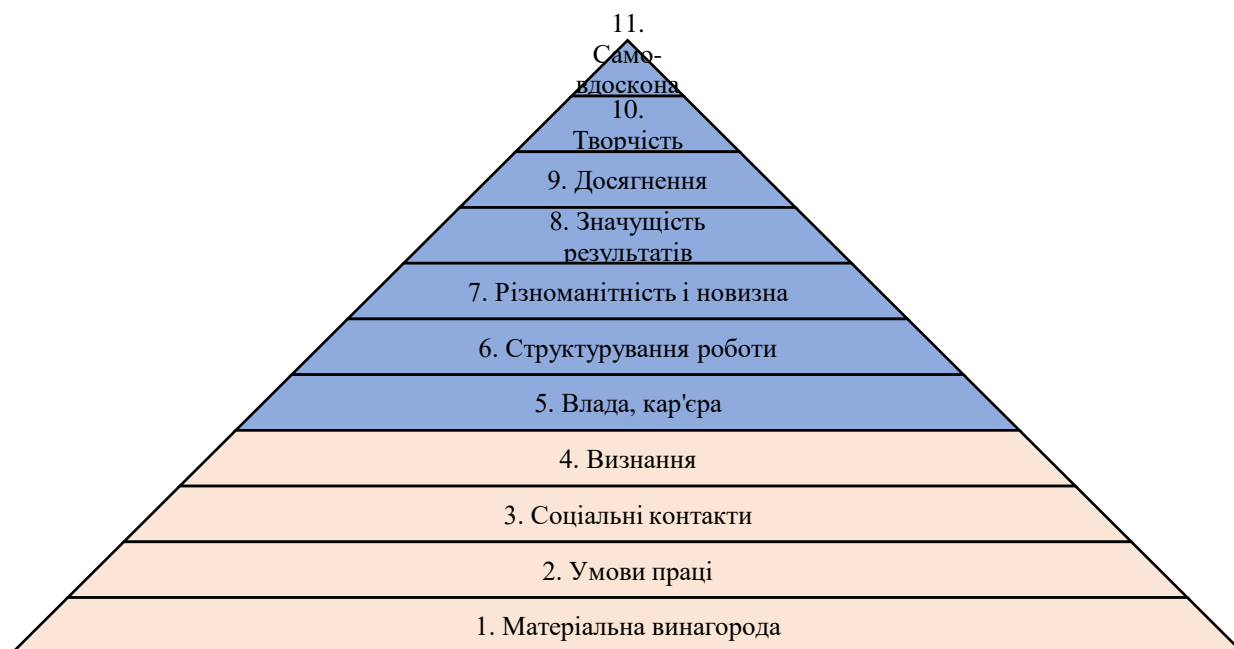 11.
Само-
вдоскона
10.
Творчість
9. Досягнення
8. Значущість
результатів
7. Різноманітність і новизна
6. Структурування роботи
5. Влада, кар'єра
4. Визнання
3. Соціальні контакти
2. Умови праці
1. Матеріальна винагорода